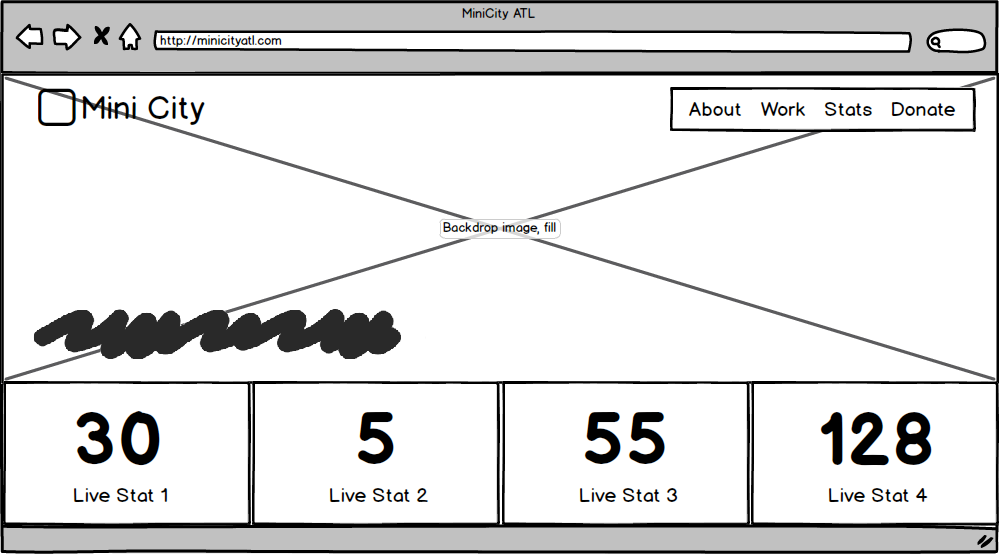 MiniCity ATL
http://minicityatl.com
Mini City
About Work Stats Donate
Backdrop image, fill
30 5 55 128
Live Stat 1 Live Stat 2 Live Stat 3 Live Stat 4